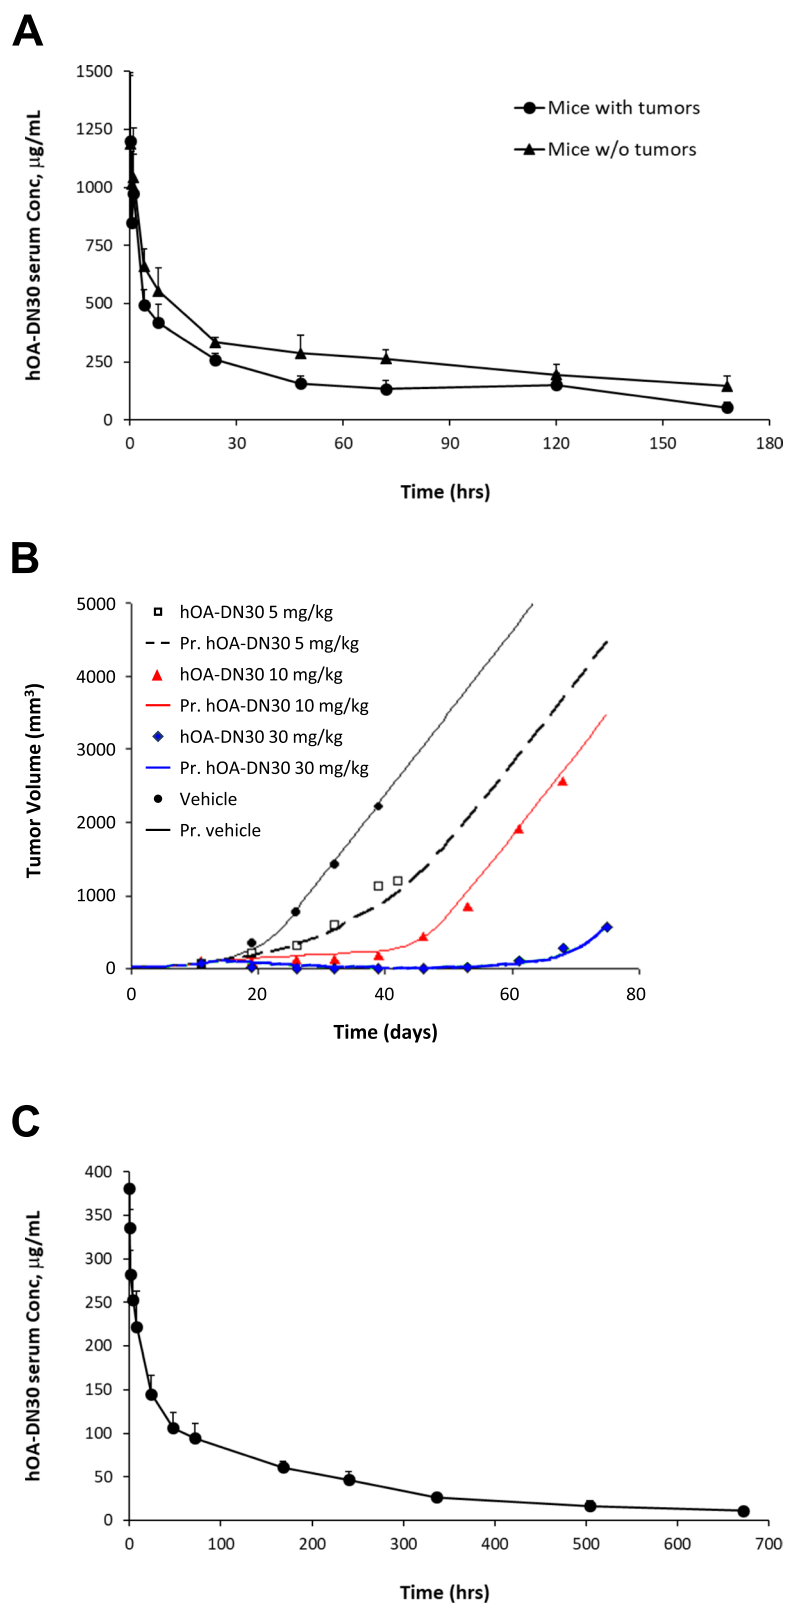 A
hOA-DN30 serum Conc, µg/mL
1500
1250
1000
750
500
250
0
Mice with tumors
Mice w/o tumors
0 30 60 90 120 150 180
Time (hrs)
B
Tumor Volume (mm³)
5000
4000
3000
2000
1000
0
hOA-DN30 5 mg/kg
Pr. hOA-DN30 5 mg/kg
hOA-DN30 10 mg/kg
Pr. hOA-DN30 10 mg/kg
hOA-DN30 30 mg/kg
Pr. hOA-DN30 30 mg/kg
Vehicle
Pr. vehicle
0 20 40 60 80
Time (days)
C
hOA-DN30 serum Conc, µg/mL
400
350
300
250
200
150
100
50
0
0 100 200 300 400 500 600 700
Time (hrs)